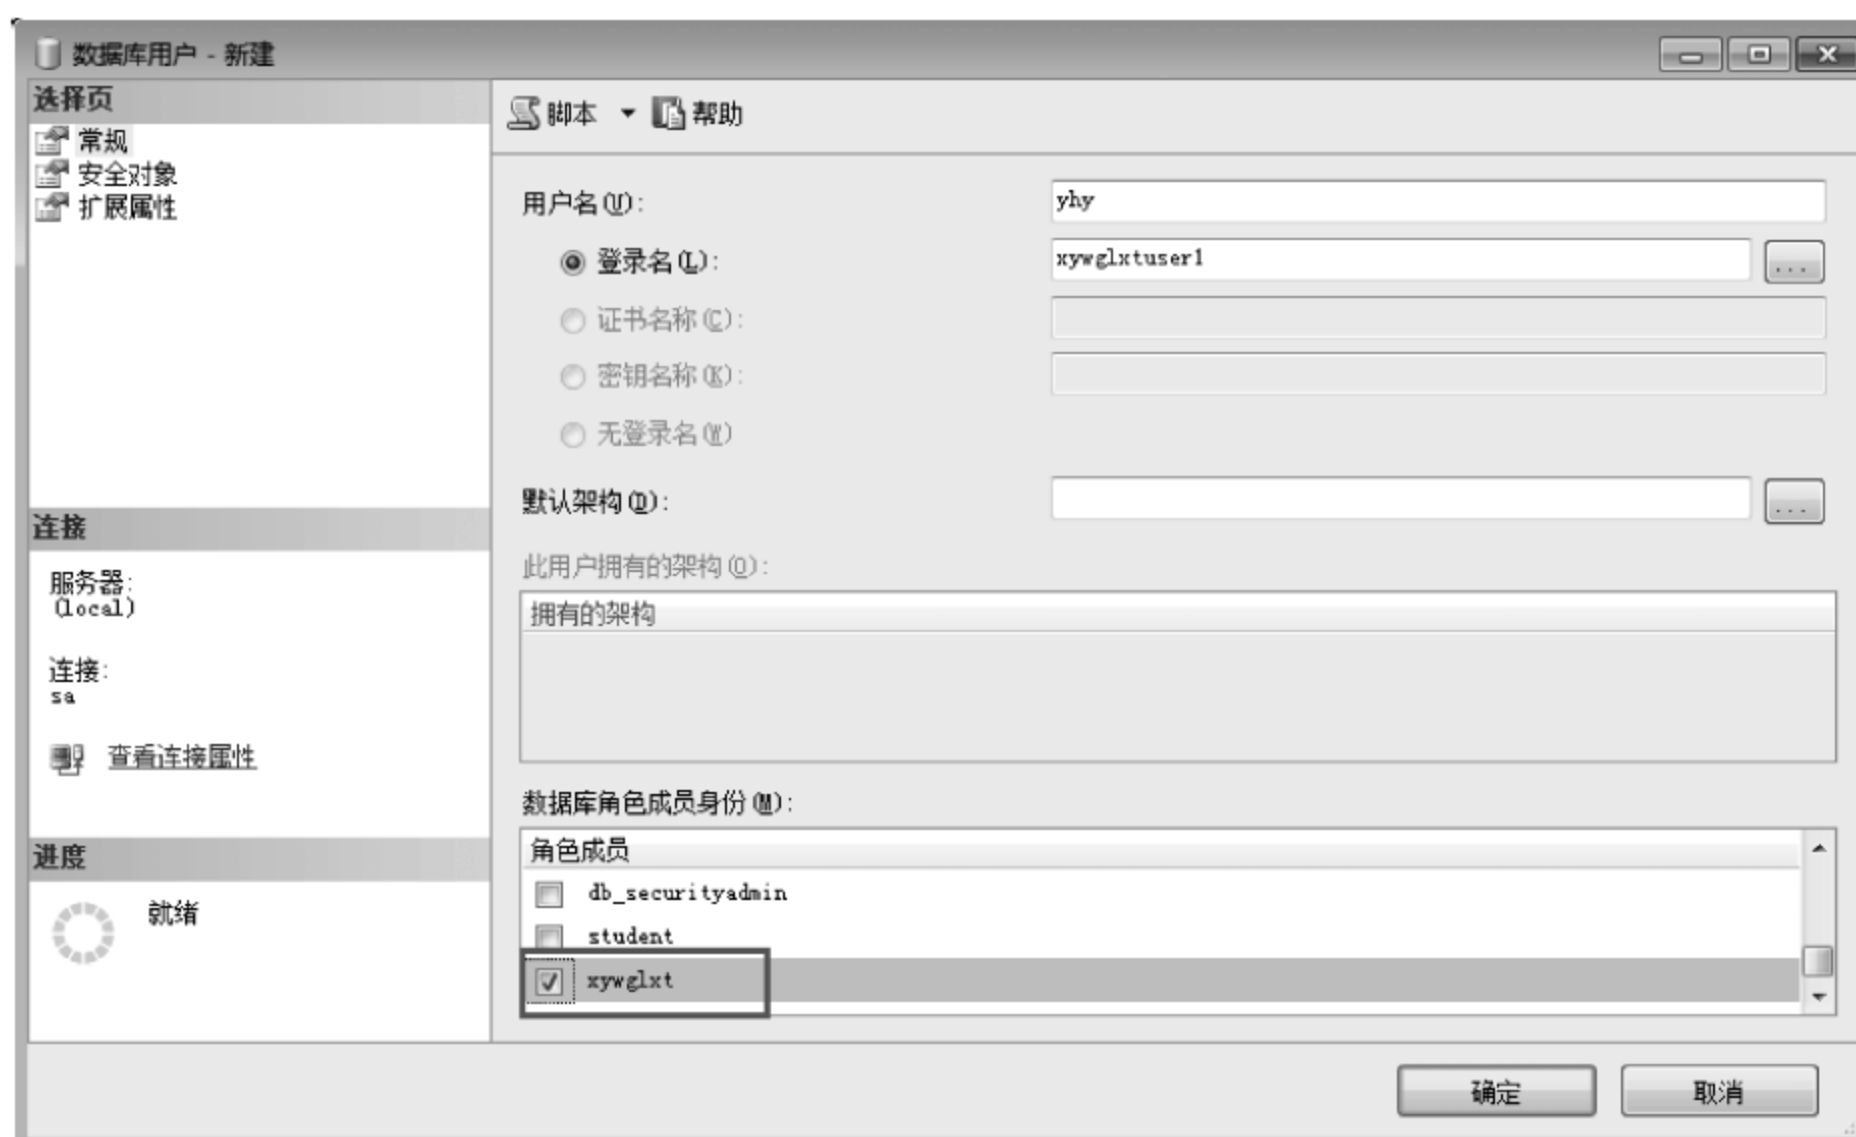 数据库用户 - 新建
选择页
常规
安全对象
扩展属性
连接
服务器:
(local)
连接:
sa
查看连接属性
进度
就绪
脚本 帮助
用户名(U): yhy
登录名(L): xywglxtuser1 ...
证书名称(C):
密钥名称(K):
无登录名(W)
默认架构(D): ...
此用户拥有的架构(O):
拥有的架构
数据库角色成员身份(M):
角色成员
db_securityadmin
student
xywglxt
确定 取消